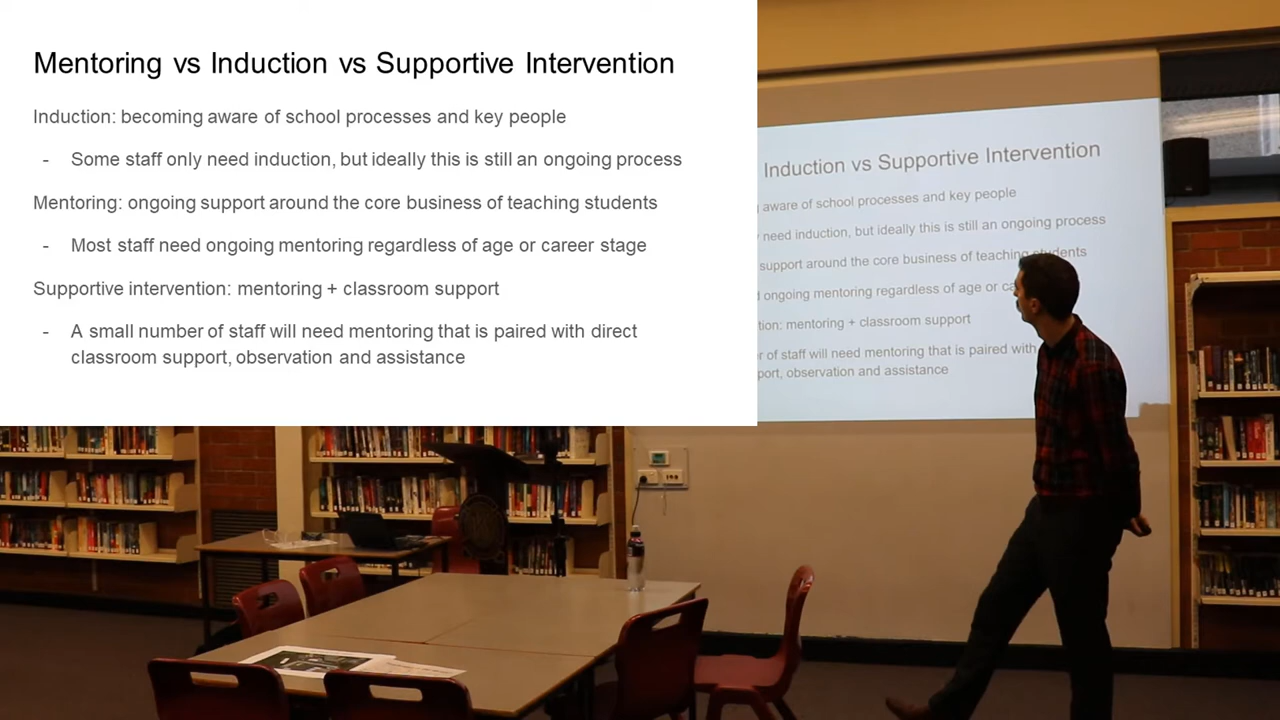 Mentoring vs Induction vs Supportive Intervention
Induction: becoming aware of school processes and key people
- Some staff only need induction, but ideally this is still an ongoing process
Mentoring: ongoing support around the core business of teaching students
- Most staff need ongoing mentoring regardless of age or career stage
Supportive intervention: mentoring + classroom support
- A small number of staff will need mentoring that is paired with direct
classroom support, observation and assistance
Induction vs Supportive Intervention
aware of school processes and key people
need induction, but ideally this is still an ongoing process
support around the core business of teaching students
ongoing mentoring regardless of age or ca
tion: mentoring + classroom support
r of staff will need mentoring that is paired with
port, observation and assistance